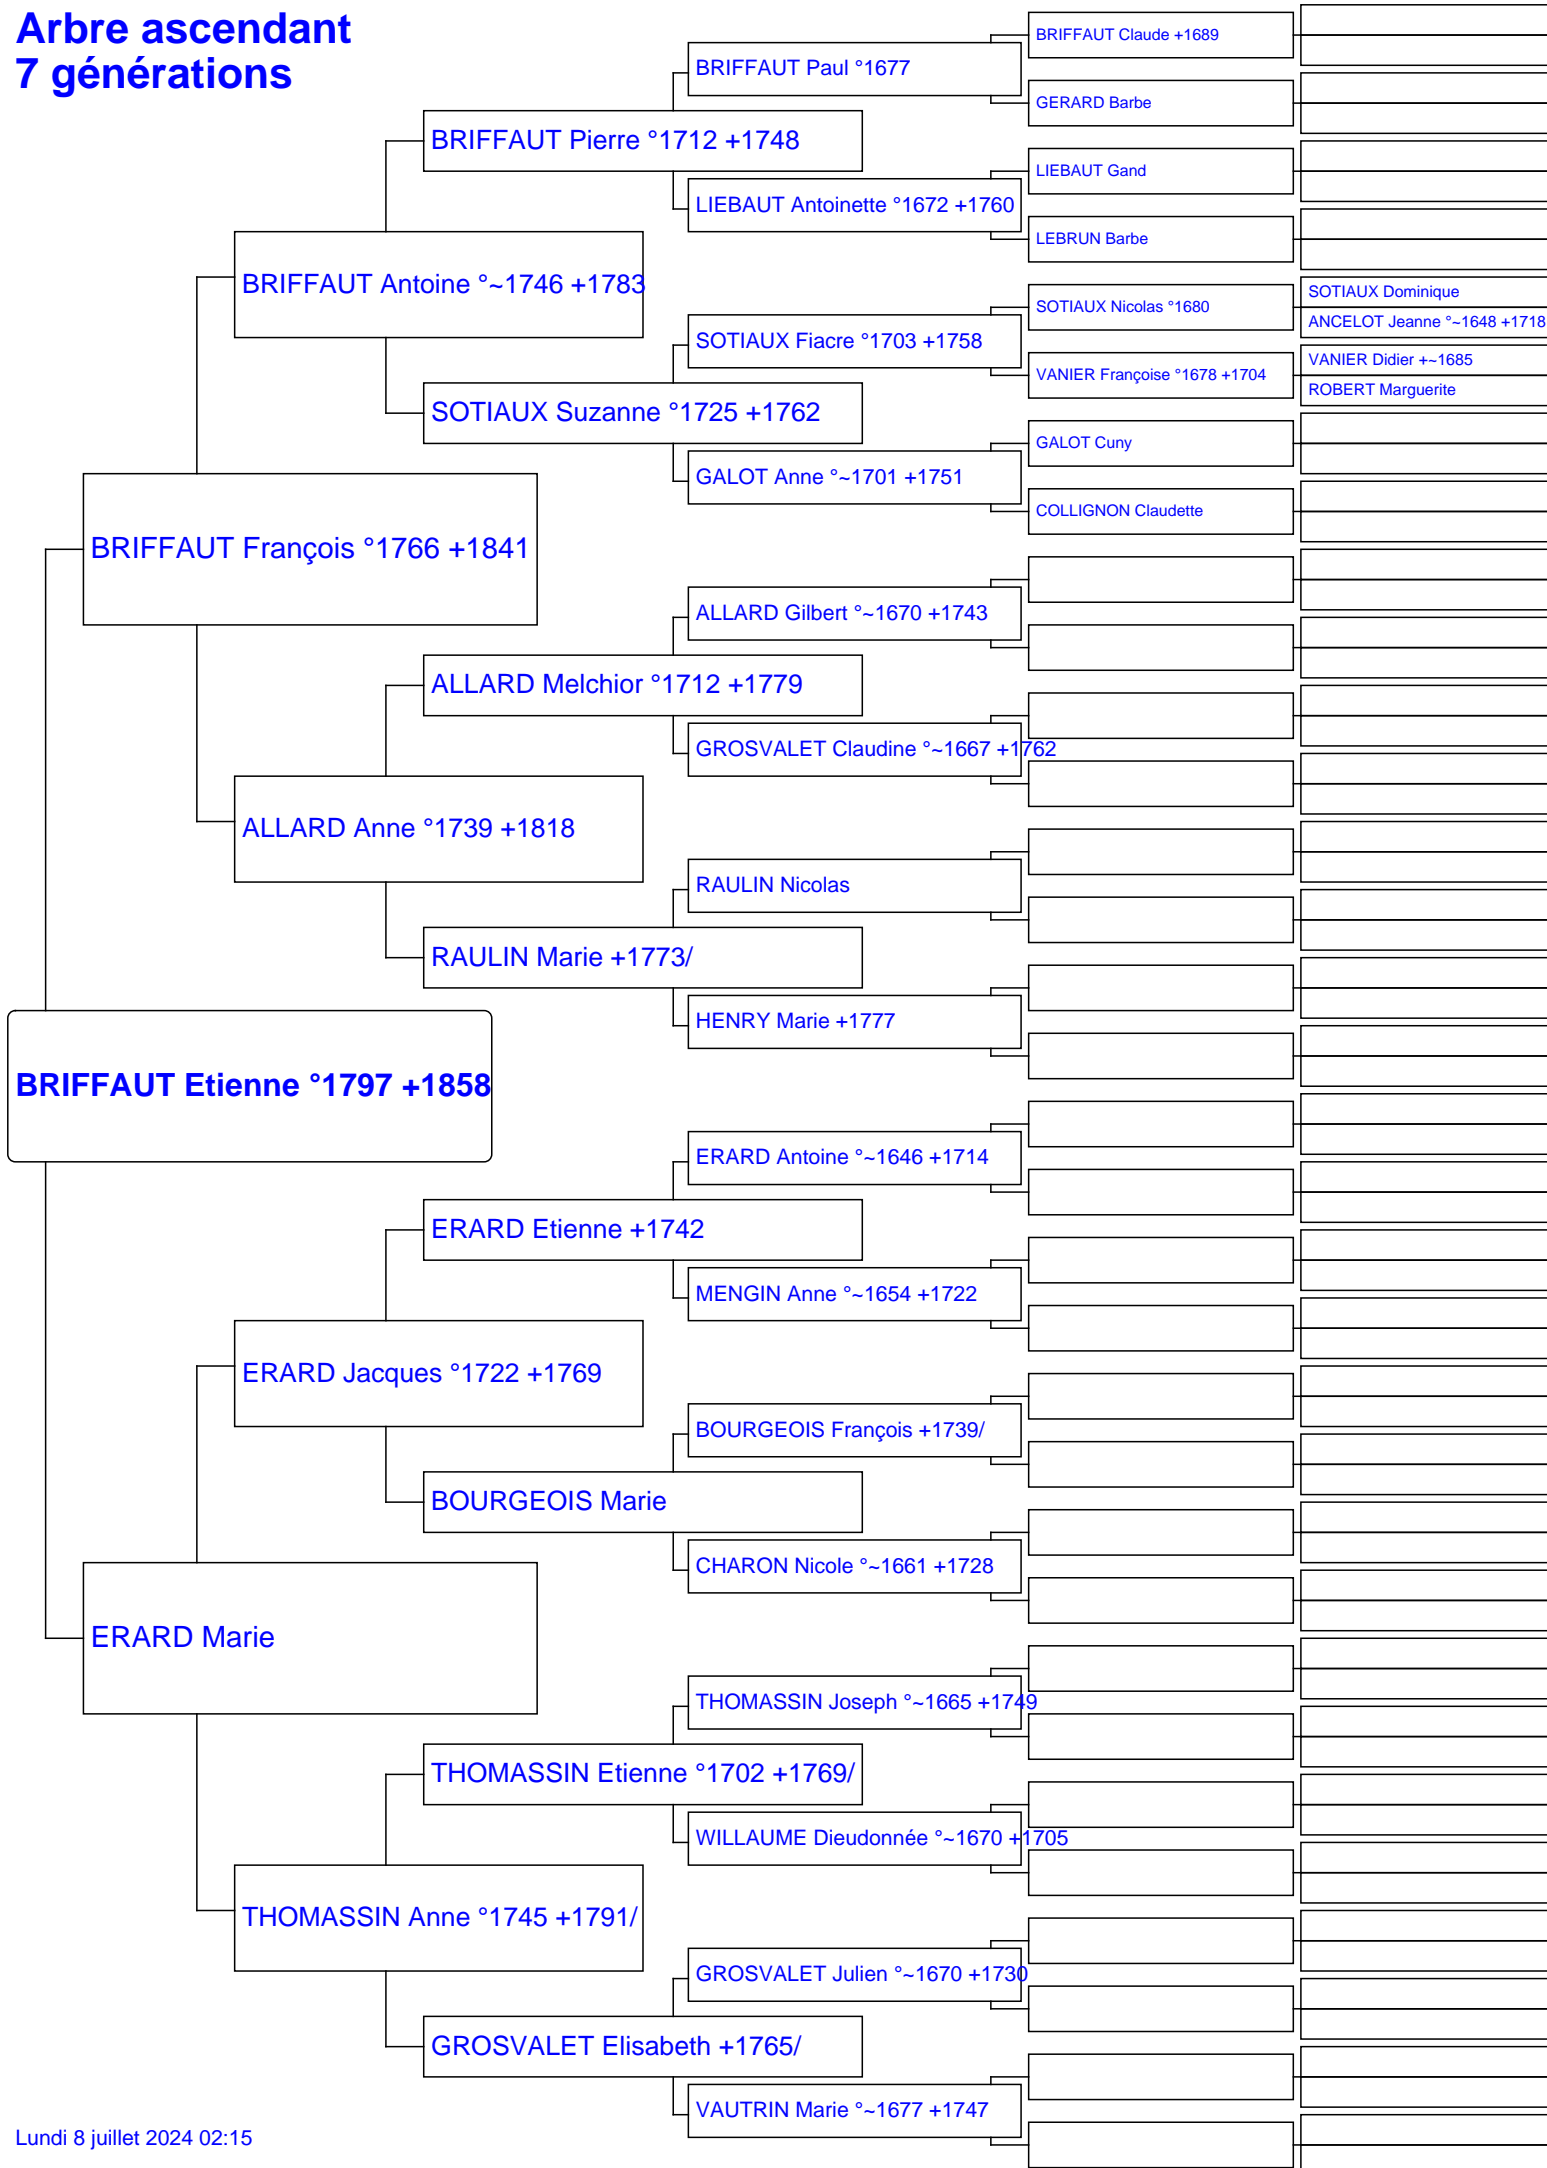 Arbre ascendant
7 générations
BRIFFAUT Claude +1689
BRIFFAUT Paul °1677
GERARD Barbe
BRIFFAUT Pierre °1712 +1748
LIEBAUT Gand
LIEBAUT Antoinette °1672 +1760
LEBRUN Barbe
BRIFFAUT Antoine °~1746 +1783
SOTIAUX Dominique
SOTIAUX Nicolas °1680
ANCELOT Jeanne °~1648 +1718
SOTIAUX Fiacre °1703 +1758
VANIER Didier +~1685
VANIER Françoise °1678 +1704
ROBERT Marguerite
SOTIAUX Suzanne °1725 +1762
GALOT Cuny
GALOT Anne °~1701 +1751
COLLIGNON Claudette
BRIFFAUT François °1766 +1841
ALLARD Gilbert °~1670 +1743
ALLARD Melchior °1712 +1779
GROSVALET Claudine °~1667 +1762
ALLARD Anne °1739 +1818
RAULIN Nicolas
RAULIN Marie +1773/
HENRY Marie +1777
BRIFFAUT Etienne °1797 +1858
ERARD Antoine °~1646 +1714
ERARD Etienne +1742
MENGIN Anne °~1654 +1722
ERARD Jacques °1722 +1769
BOURGEOIS François +1739/
BOURGEOIS Marie
CHARON Nicole °~1661 +1728
ERARD Marie
THOMASSIN Joseph °~1665 +1749
THOMASSIN Etienne °1702 +1769/
WILLAUME Dieudonnée °~1670 +1705
THOMASSIN Anne °1745 +1791/
GROSVALET Julien °~1670 +1730
GROSVALET Elisabeth +1765/
VAUTRIN Marie °~1677 +1747
Lundi 8 juillet 2024 02:15